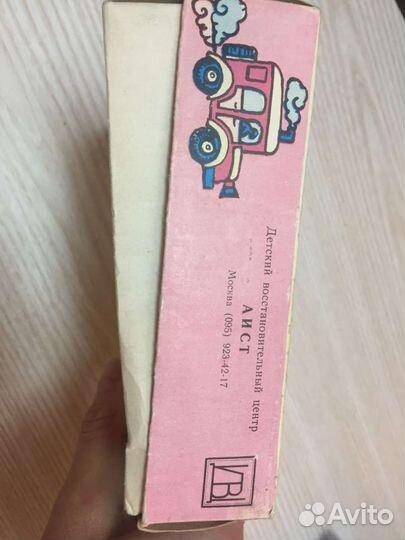 Детский восстановительный центр
АИСТ
Москва (095) 923-42-17
Avito